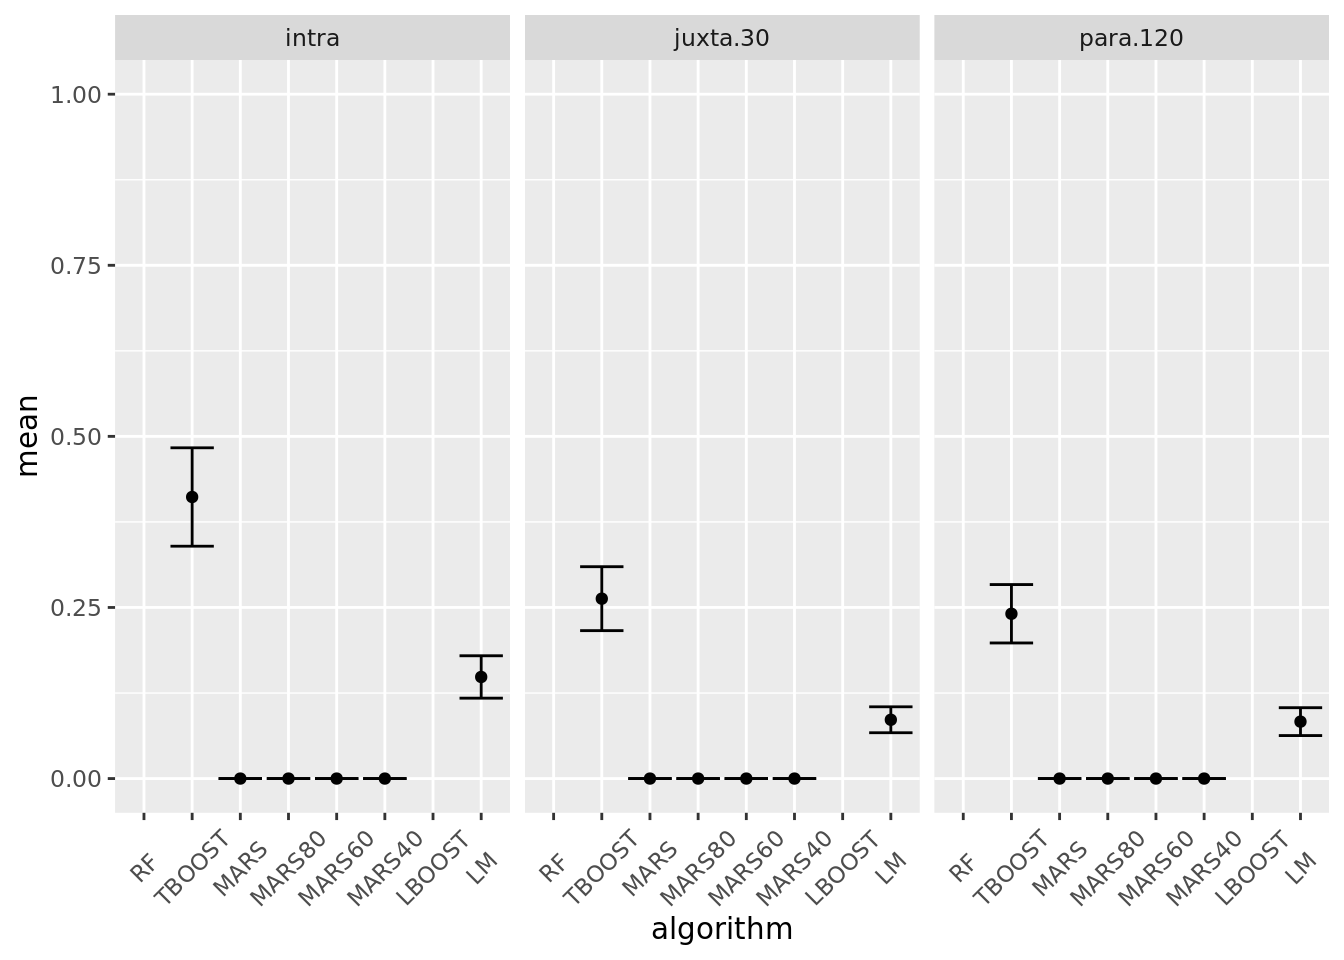 intra juxta.30 para.120
1.00
0.75
0.50
0.25
0.00
mean
RF TBOOST MARS MARS80 MARS60 MARS40 LBOOST LM RF TBOOST MARS MARS80 MARS60 MARS40 LBOOST LM RF TBOOST MARS MARS80 MARS60 MARS40 LBOOST LM
algorithm